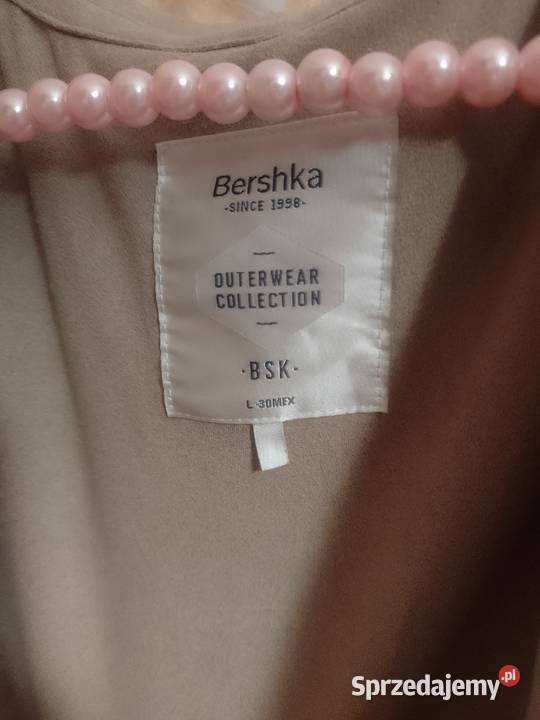 Bershka
-SINCE 1998-
OUTERWEAR
COLLECTION
·BSK·
L-30MEX
Sprzedajemy.pl